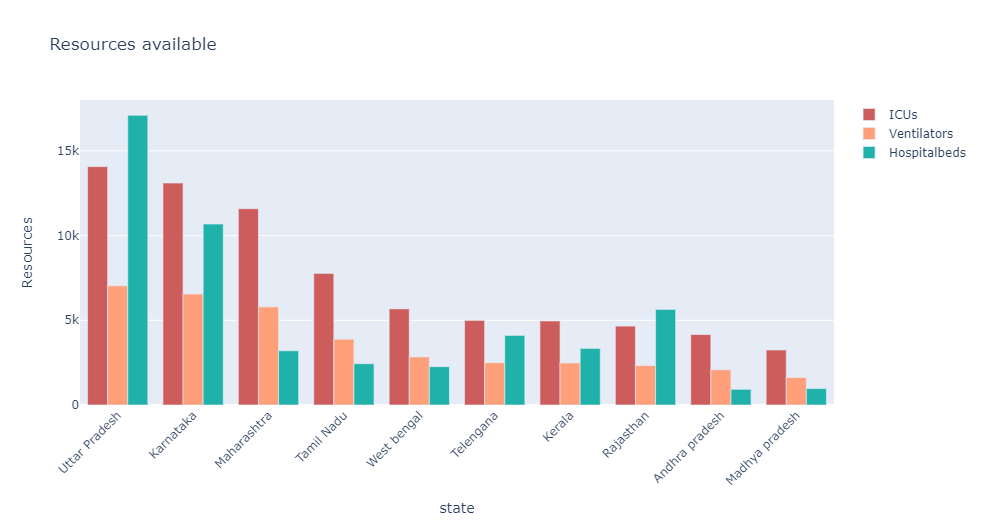 Resources available
ICUs
Ventilators
Hospitalbeds
15k
10k
5k
0
Resources
Uttar Pradesh
Karnataka
Maharashtra
Tamil Nadu
West bengal
Telengana
Kerala
Rajasthan
Andhra pradesh
Madhya pradesh
state